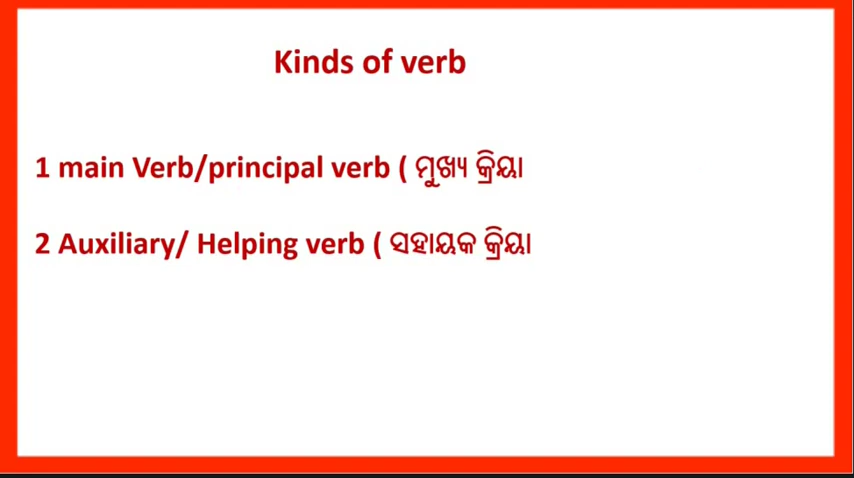 Kinds of verb
1 main Verb/principal verb ( ମୁଖ୍ୟ କ୍ରିୟା
2 Auxiliary/ Helping verb ( ସହାୟକ କ୍ରିୟା